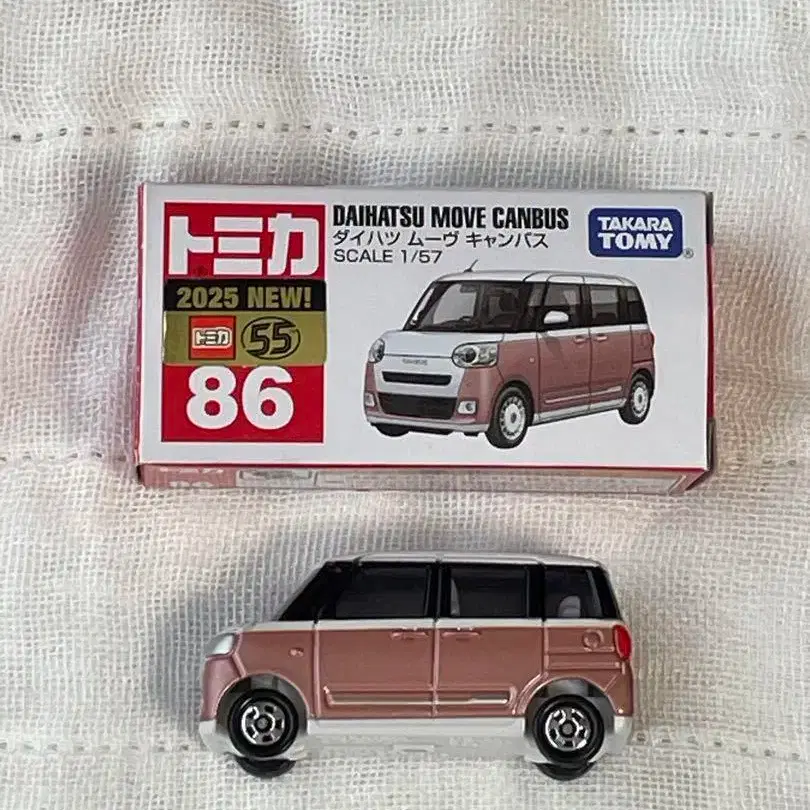 トミカ
2025 NEW!
トミカ 55
86
DAIHATSU MOVE CANBUS
ダイハツ ムーヴ キャンバス
SCALE 1/57
TAKARA
TOMY
®